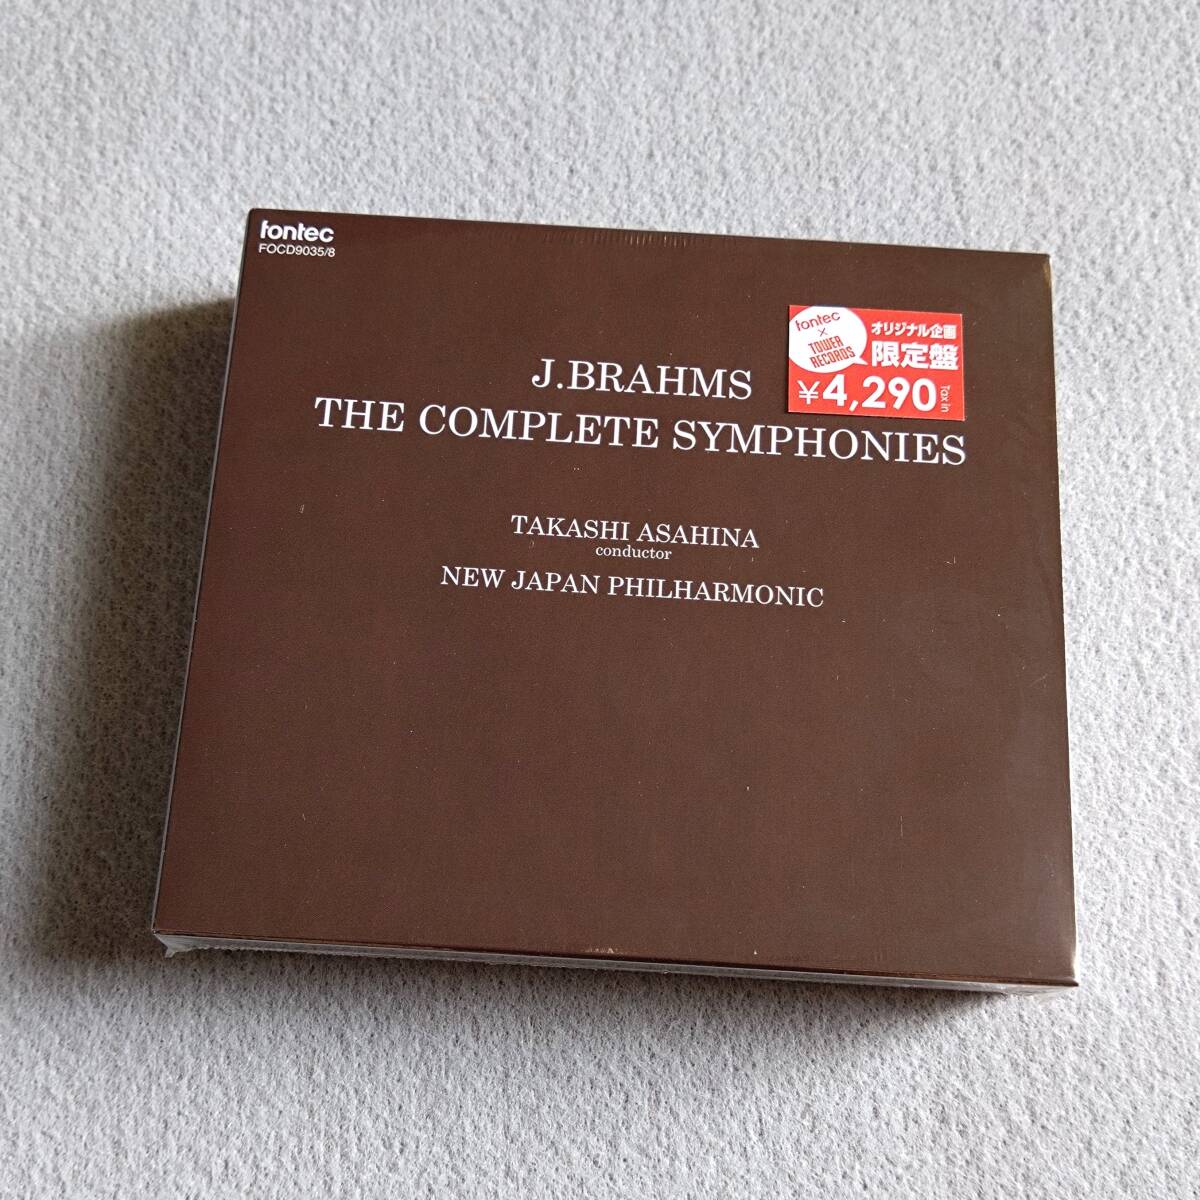 fontec
FOCD9035/8
fontec
×
TOWER
RECORDS
オリジナル企画
限定盤
¥4,290 Tax in
J.BRAHMS
THE COMPLETE SYMPHONIES
TAKASHI ASAHINA
conductor
NEW JAPAN PHILHARMONIC